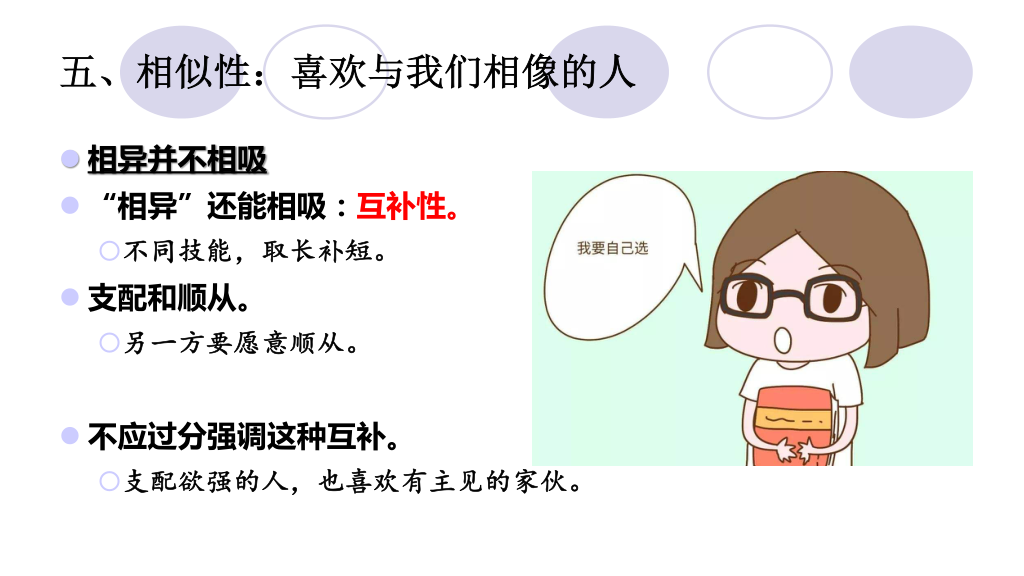 五、相似性：喜欢与我们相像的人
相异并不相吸
“相异”还能相吸：互补性。
不同技能，取长补短。
支配和顺从。
另一方要愿意顺从。
不应过分强调这种互补。
支配欲强的人，也喜欢有主见的家伙。
我要自己选